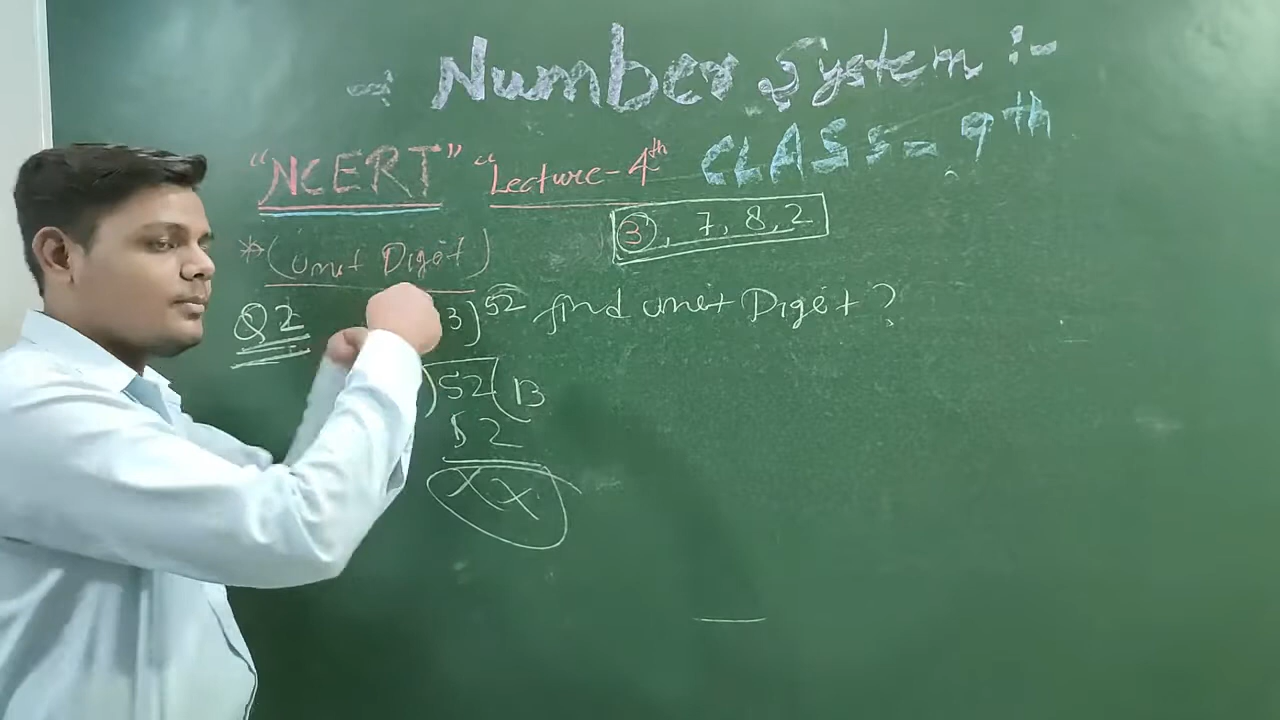 → Number System :-
"NCERT" "Lecture-4th CLASS = 9th
3, 7, 8, 2
* (Unit Digit)
Q2 3)52 find unit Digit ?
)52(13
52
XX